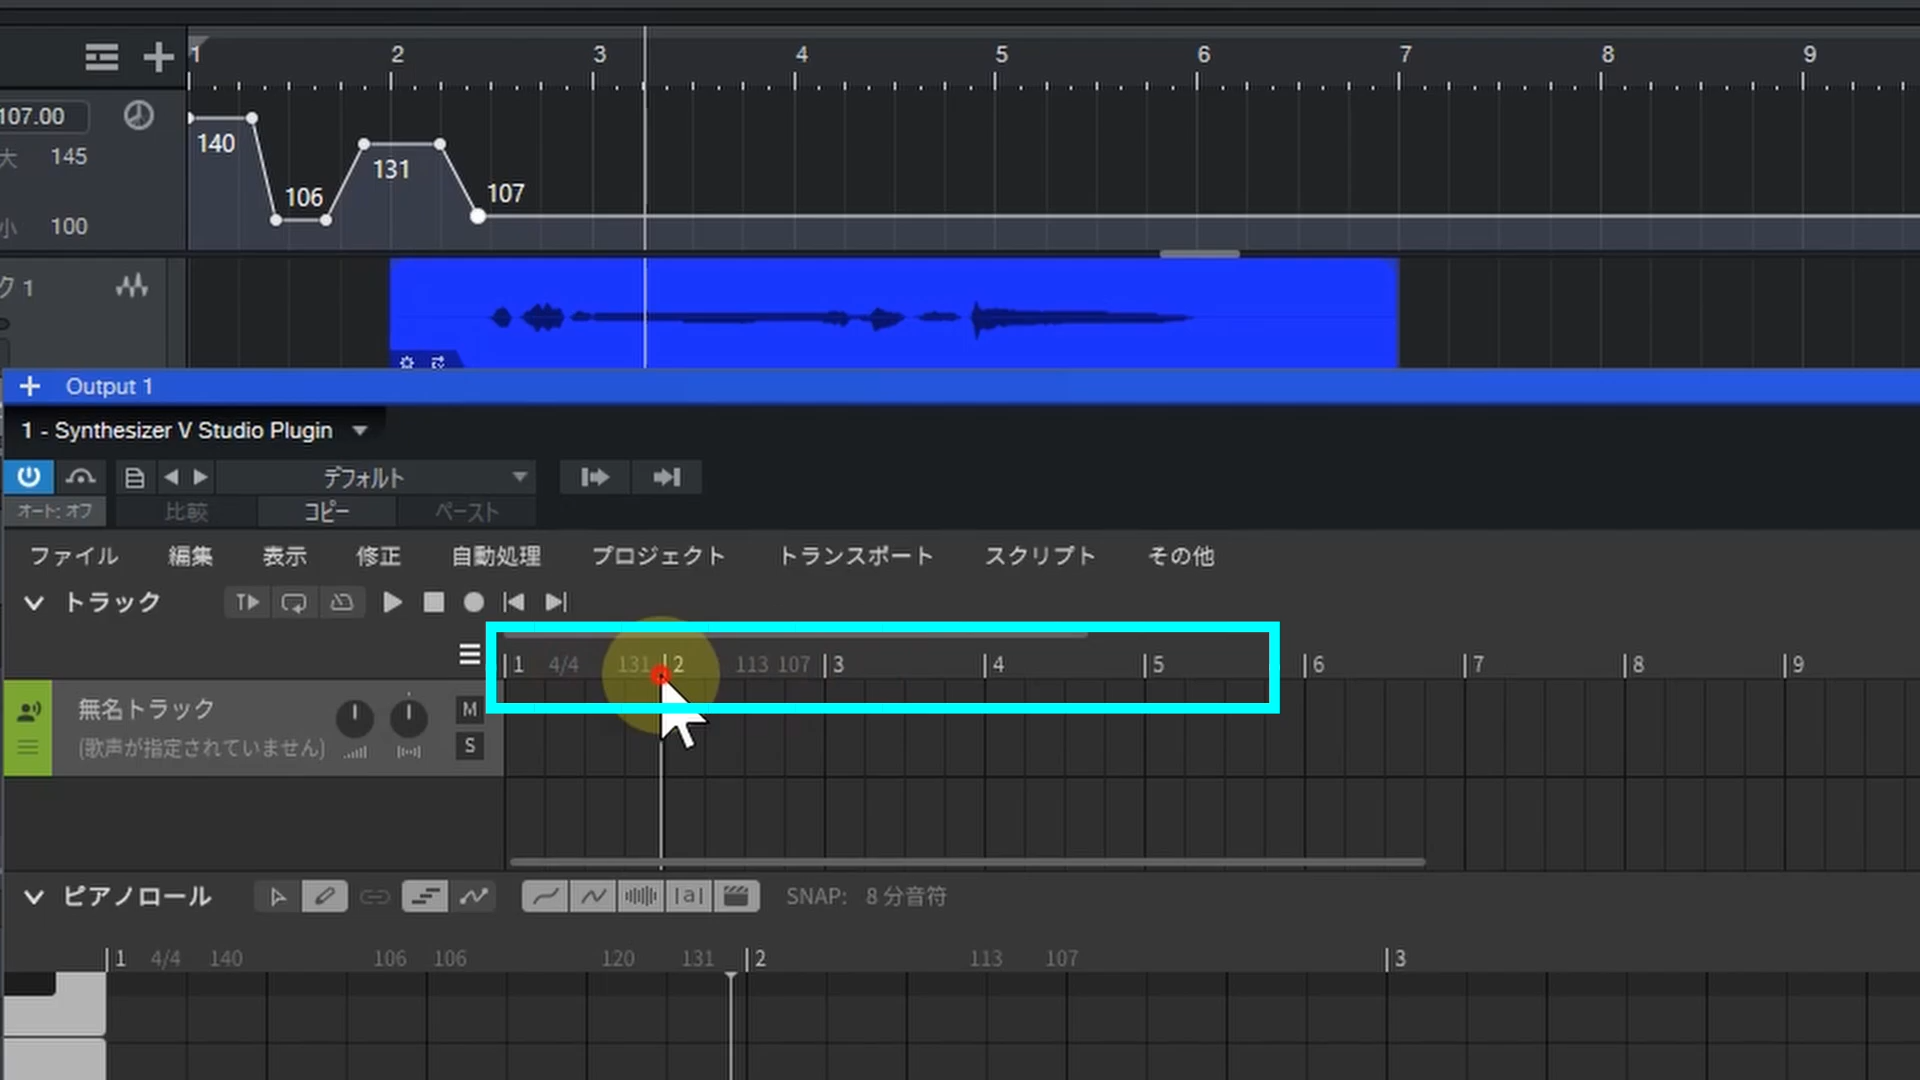 1 2 3 4 5 6 7 8 9
107.00
140
大 145
131
106 107
小 100
ク 1
+ Output 1
1 - Synthesizer V Studio Plugin
デフォルト
オート: オフ 比較 コピー ペースト
ファイル 編集 表示 修正 自動処理 プロジェクト トランスポート スクリプト その他
トラック
1 4/4 131 2 113 107 3 4 5 6 7 8 9
無名トラック M
(歌声が指定されていません) S
ピアノロール SNAP: 8 分音符
1 4/4 140 106 106 120 131 2 113 107 3